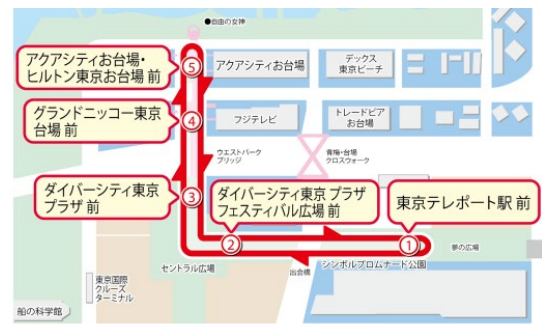 ●自由の女神
アクアシティお台場・
ヒルトン東京お台場 前
⑤
アクアシティお台場
デックス
東京ビーチ
グランドニッコー東京
台場 前
④
フジテレビ
トレードピア
お台場
ウエストパーク
ブリッジ
青梅・台場
クロスウォーク
ダイバーシティ東京
プラザ 前
③
ダイバーシティ東京 プラザ
フェスティバル広場 前
②
東京テレポート駅 前
①
夢の広場
セントラル広場
出会橋
シンボルプロムナード公園
東京国際
クルーズ
ターミナル
船の科学館